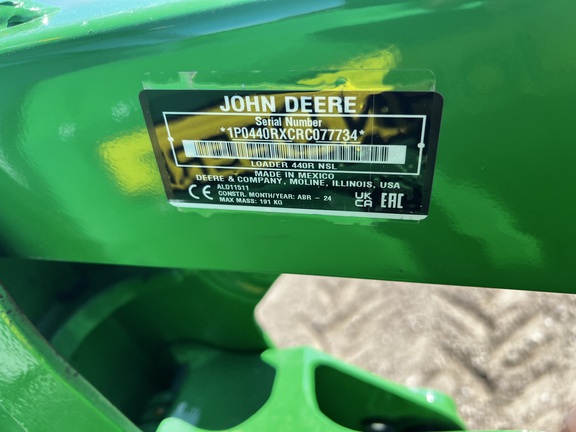 JOHN DEERE
Serial Number
*1P0440RXCRC077734*
LOADER 440R NSL
MADE IN MEXICO
DEERE & COMPANY, MOLINE, ILLINOIS, USA
CE ALD11511
CONSTR. MONTH/YEAR: ABR - 24
MAX MASS: 191 KG
UK CA EAC